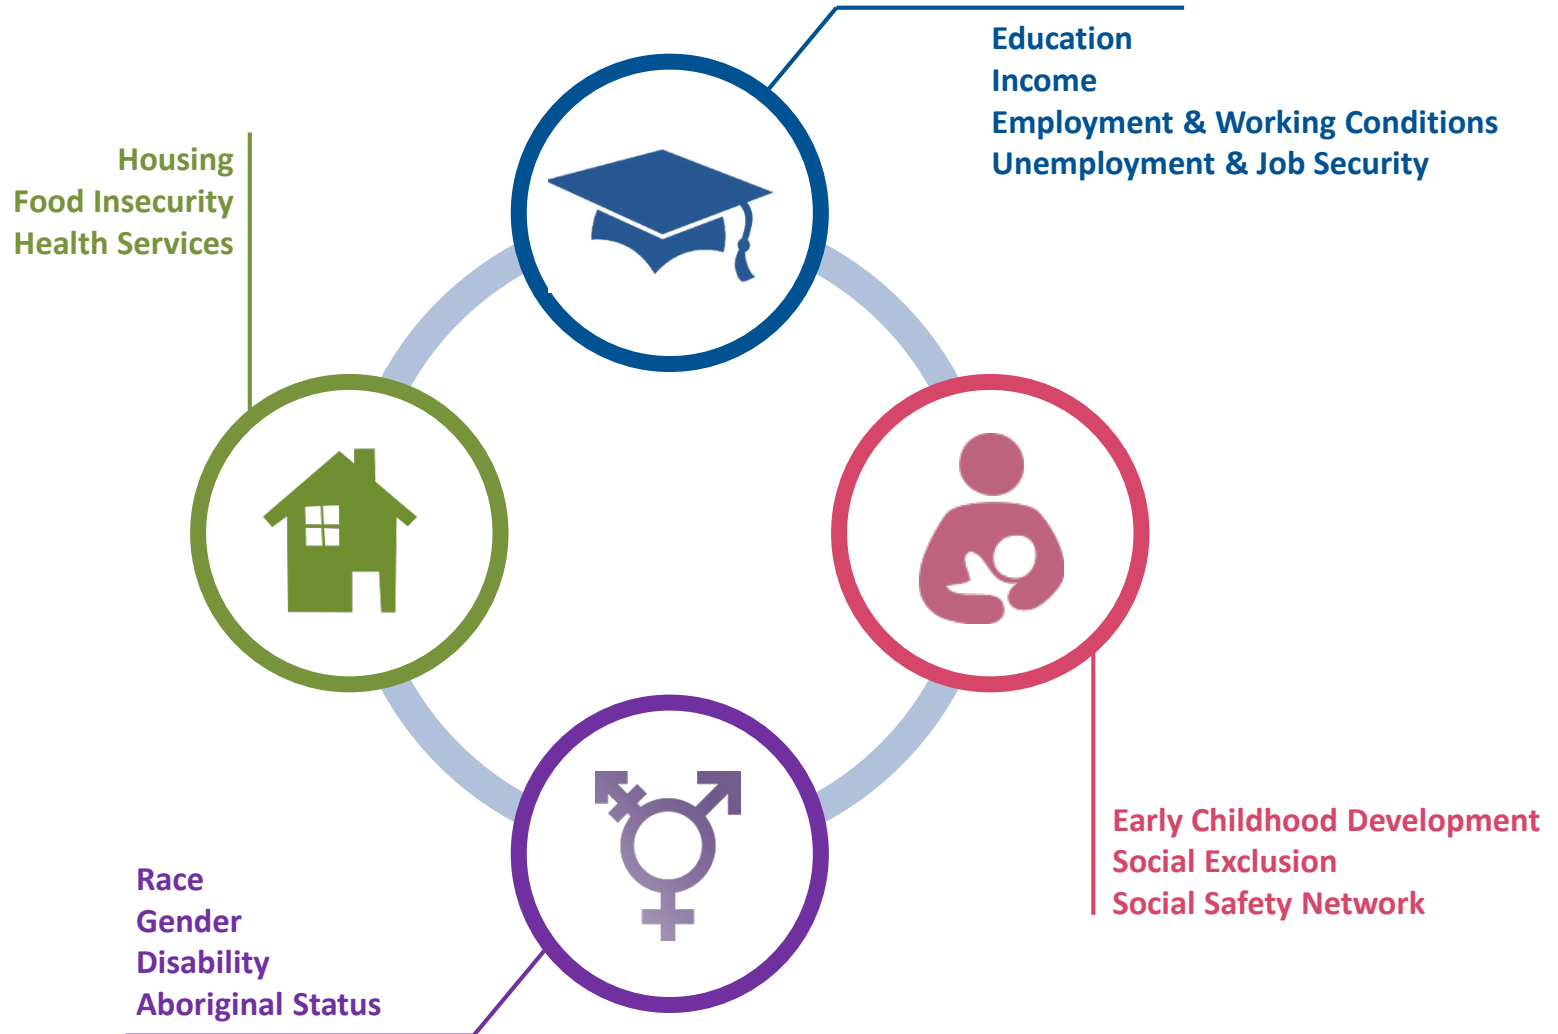 Education
Income
Employment & Working Conditions
Unemployment & Job Security
Housing
Food Insecurity
Health Services
Early Childhood Development
Social Exclusion
Social Safety Network
Race
Gender
Disability
Aboriginal Status